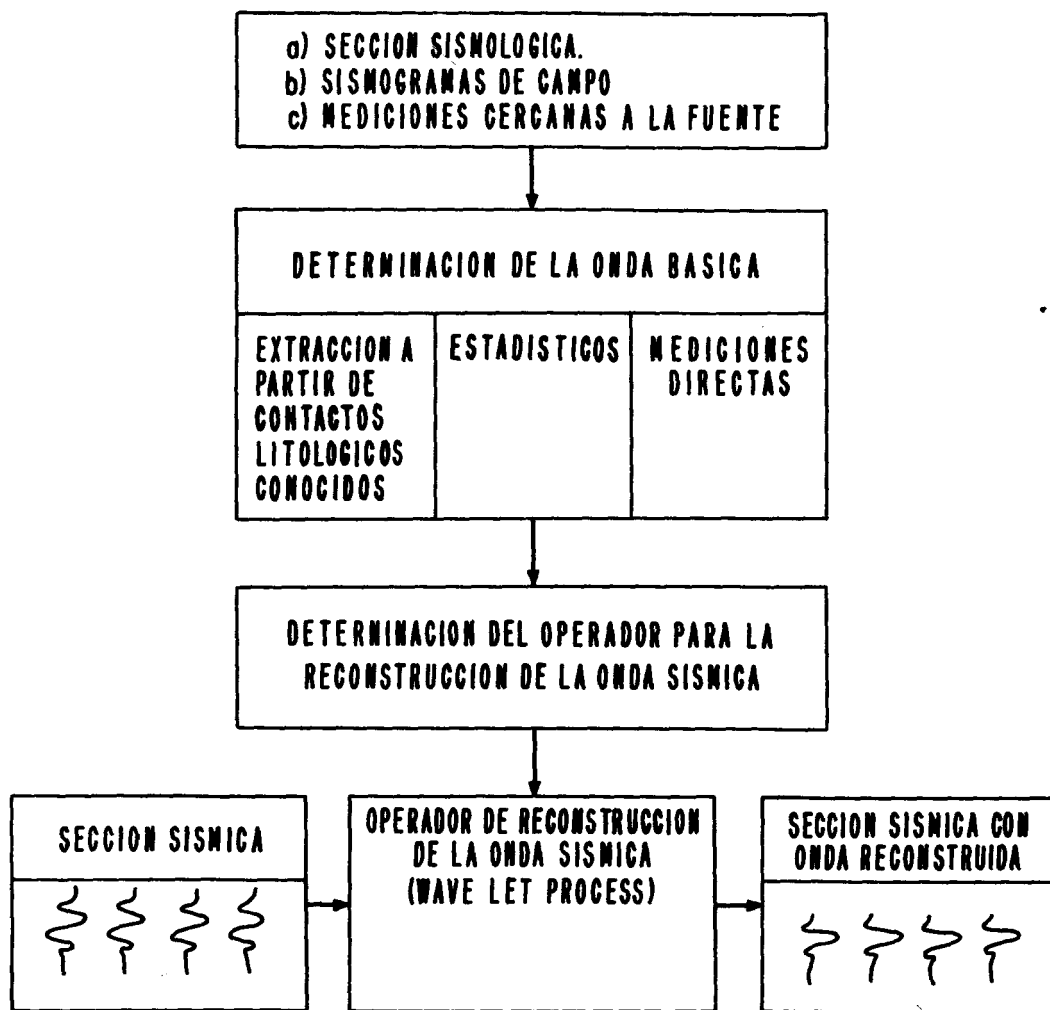 a) SECCION SISMOLOGICA.
b) SISMOGRAMAS DE CAMPO
c) MEDICIONES CERCANAS A LA FUENTE
DETERMINACION DE LA ONDA BASICA
EXTRACCION A
PARTIR DE
CONTACTOS
LITOLOGICOS
CONOCIDOS
ESTADISTICOS
MEDICIONES
DIRECTAS
DETERMINACION DEL OPERADOR PARA LA
RECONSTRUCCION DE LA ONDA SISMICA
SECCION SISMICA
OPERADOR DE RECONSTRUCCION
DE LA ONDA SISMICA
(WAVE LET PROCESS)
SECCION SISMICA CON
ONDA RECONSTRUIDA